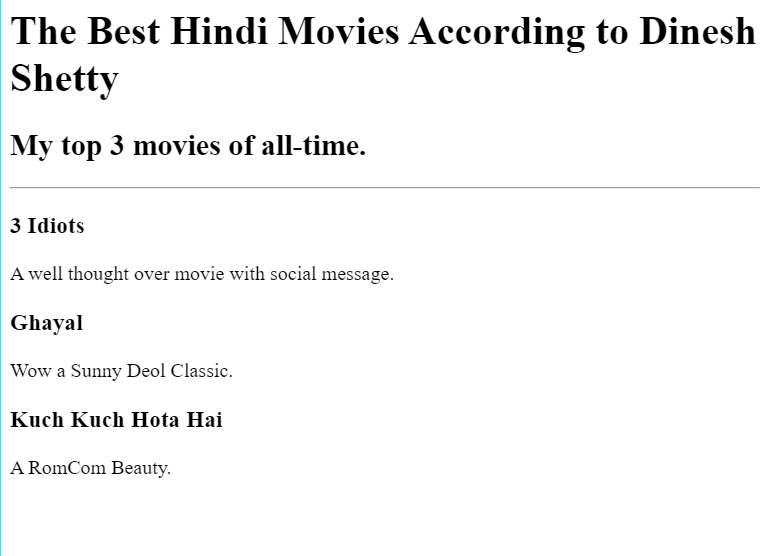 The Best Hindi Movies According to Dinesh
Shetty
My top 3 movies of all-time.
3 Idiots
A well thought over movie with social message.
Ghayal
Wow a Sunny Deol Classic.
Kuch Kuch Hota Hai
A RomCom Beauty.